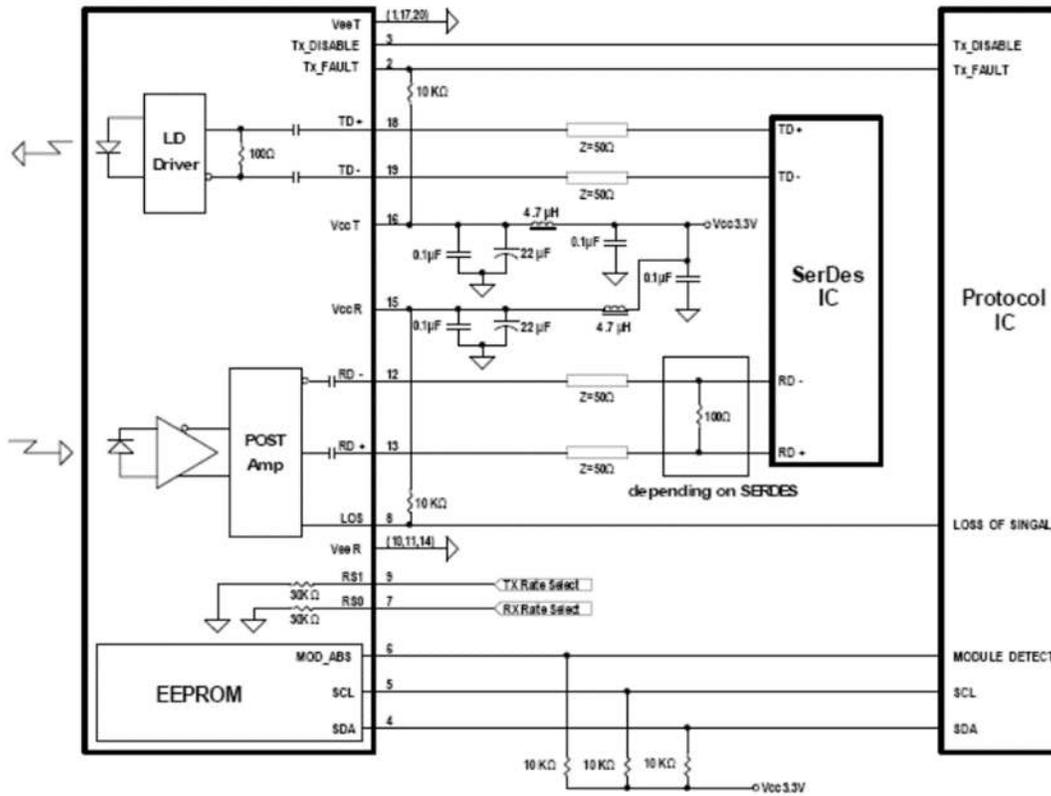 VeeT
(1,17,20)
Tx_DISABLE
3
Tx_DISABLE
Tx_FAULT
2
Tx_FAULT
10 KΩ
LD
Driver
100Ω
TD+
18
Z=50Ω
TD+
TD-
19
Z=50Ω
TD-
VccT
16
4.7 µH
Vcc3.3V
0.1µF
22 µF
0.1µF
0.1µF
SerDes
IC
Protocol
IC
VccR
15
0.1µF
22 µF
4.7 µH
RD -
12
Z=50Ω
RD -
100Ω
POST
Amp
RD +
13
Z=50Ω
RD +
depending on SERDES
10 KΩ
LOS
8
LOSS OF SINGAL
VeeR
(10,11,14)
RS1
9
TX Rate Select
30KΩ
RS0
7
RX Rate Select
30KΩ
MOD_ABS
6
MODULE DETECT
EEPROM
SCL
5
SCL
SDA
4
SDA
10 KΩ
10 KΩ
10 KΩ
Vcc3.3V